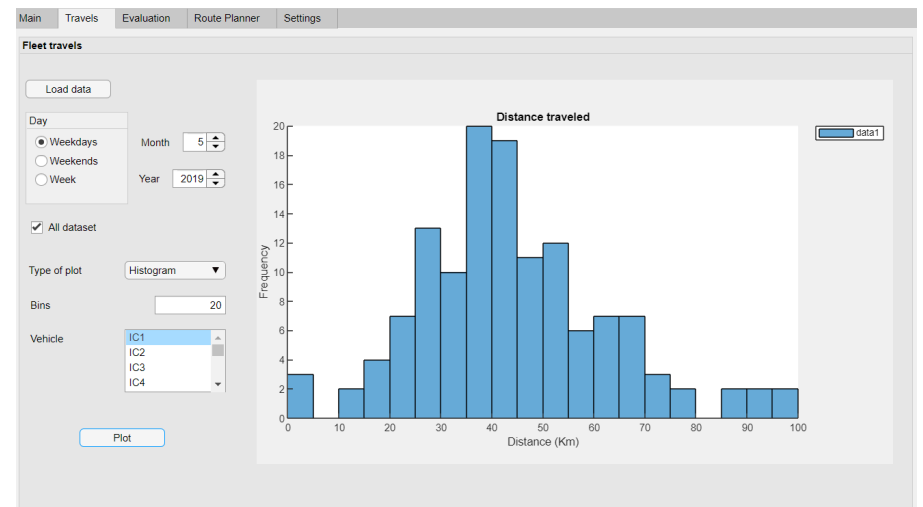 Main Travels Evaluation Route Planner Settings
Fleet travels
Load data
Day
Weekdays
Weekends
Week
Month 5
Year 2019
All dataset
Type of plot Histogram
Bins 20
Vehicle
IC1
IC2
IC3
IC4
Plot
Distance traveled
data1
Frequency
20
18
16
14
12
10
8
6
4
2
0
0 10 20 30 40 50 60 70 80 90 100
Distance (Km)